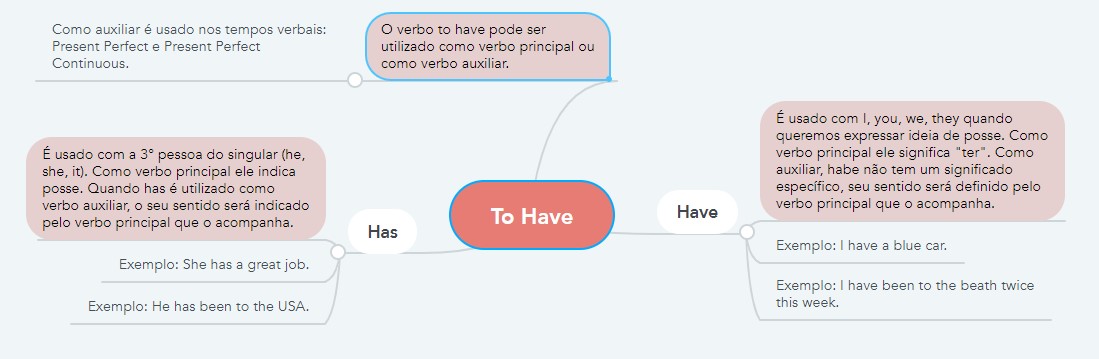 Como auxiliar é usado nos tempos verbais:
Present Perfect e Present Perfect
Continuous.
O verbo to have pode ser
utilizado como verbo principal ou
como verbo auxiliar.
É usado com a 3° pessoa do singular (he,
she, it). Como verbo principal ele indica
posse. Quando has é utilizado como
verbo auxiliar, o seu sentido será indicado
pelo verbo principal que o acompanha.
Has
Exemplo: She has a great job.
Exemplo: He has been to the USA.
To Have
Have
É usado com I, you, we, they quando
queremos expressar ideia de posse. Como
verbo principal ele significa "ter". Como
auxiliar, habe não tem um significado
específico, seu sentido será definido pelo
verbo principal que o acompanha.
Exemplo: I have a blue car.
Exemplo: I have been to the beath twice
this week.